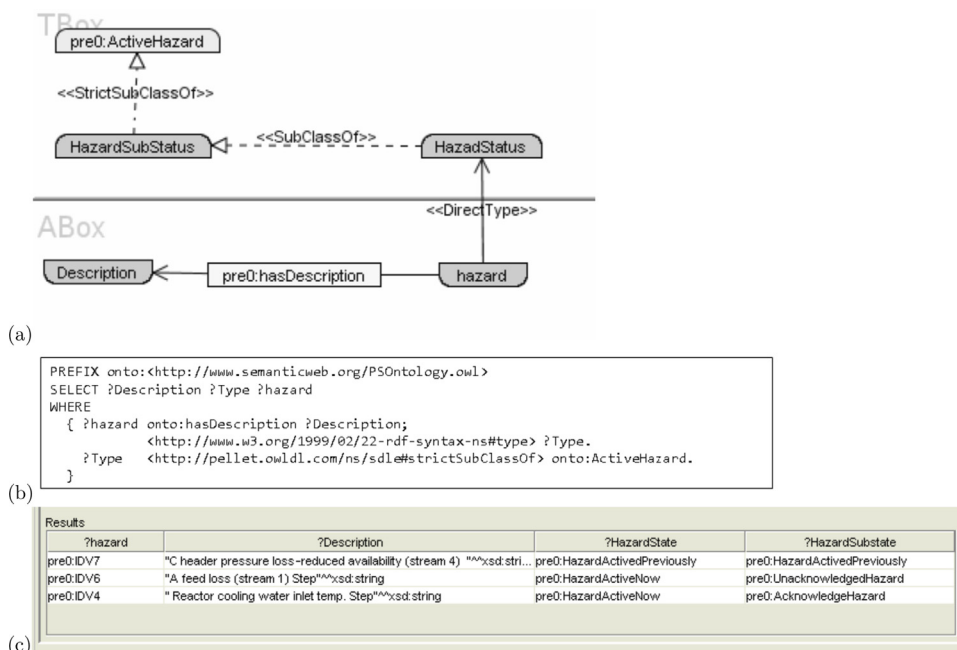 TBox
pre0:ActiveHazard
<<StrictSubClassOf>>
HazardSubStatus
<<SubClassOf>>
HazadStatus
<<DirectType>>
ABox
Description
pre0:hasDescription
hazard
(a)
PREFIX onto:<http://www.semanticweb.org/PSOntology.owl>
SELECT ?Description ?Type ?hazard
WHERE
{ ?hazard onto:hasDescription ?Description;
<http://www.w3.org/1999/02/22-rdf-syntax-ns#type> ?Type.
?Type <http://pellet.owldl.com/ns/sdle#strictSubClassOf> onto:ActiveHazard.
}
(b)
Results
?hazard ?Description ?HazardState ?HazardSubstate
pre0:IDV7 "C header pressure loss-reduced availability (stream 4) "^^xsd:stri... pre0:HazardActivedPreviously pre0:HazardActivedPreviously
pre0:IDV6 "A feed loss (stream 1) Step"^^xsd:string pre0:HazardActiveNow pre0:UnacknowledgedHazard
pre0:IDV4 " Reactor cooling water inlet temp. Step"^^xsd:string pre0:HazardActiveNow pre0:AcknowledgeHazard
(c)